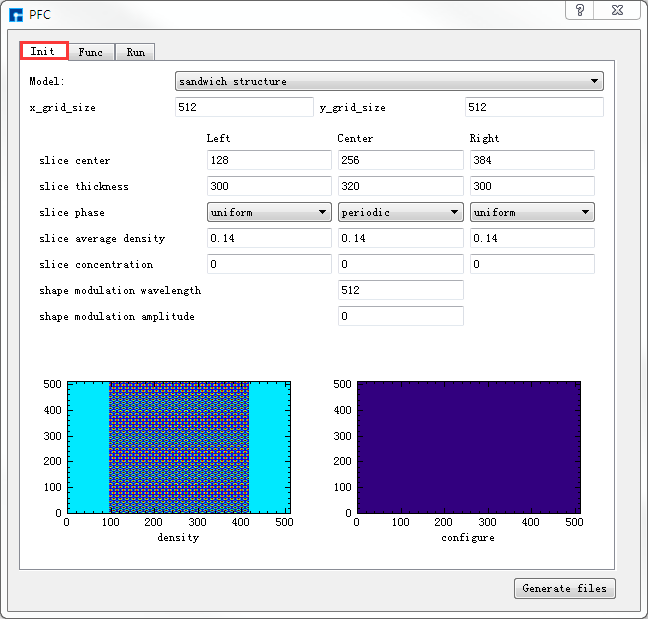 PFC
Init Func Run
Model: sandwich structure
x_grid_size 512 y_grid_size 512
Left Center Right
slice center 128 256 384
slice thickness 300 320 300
slice phase uniform periodic uniform
slice average density 0.14 0.14 0.14
slice concentration 0 0 0
shape modulation wavelength 512
shape modulation amplitude 0
500 500
400 400
300 300
200 200
100 100
0 0
0 100 200 300 400 500 0 100 200 300 400 500
density configure
Generate files